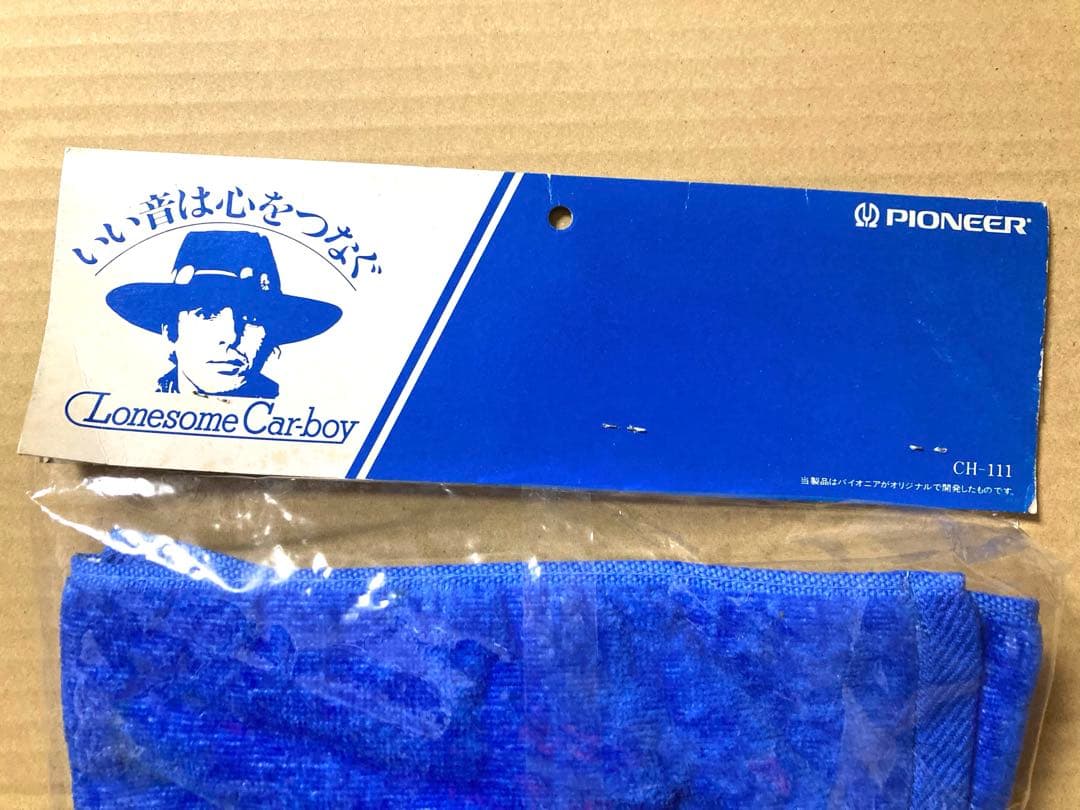 いい音は心をつなぐ
Lonesome Car-boy
PIONEER®
CH-111
当製品はパイオニアがオリジナルで開発したものです。